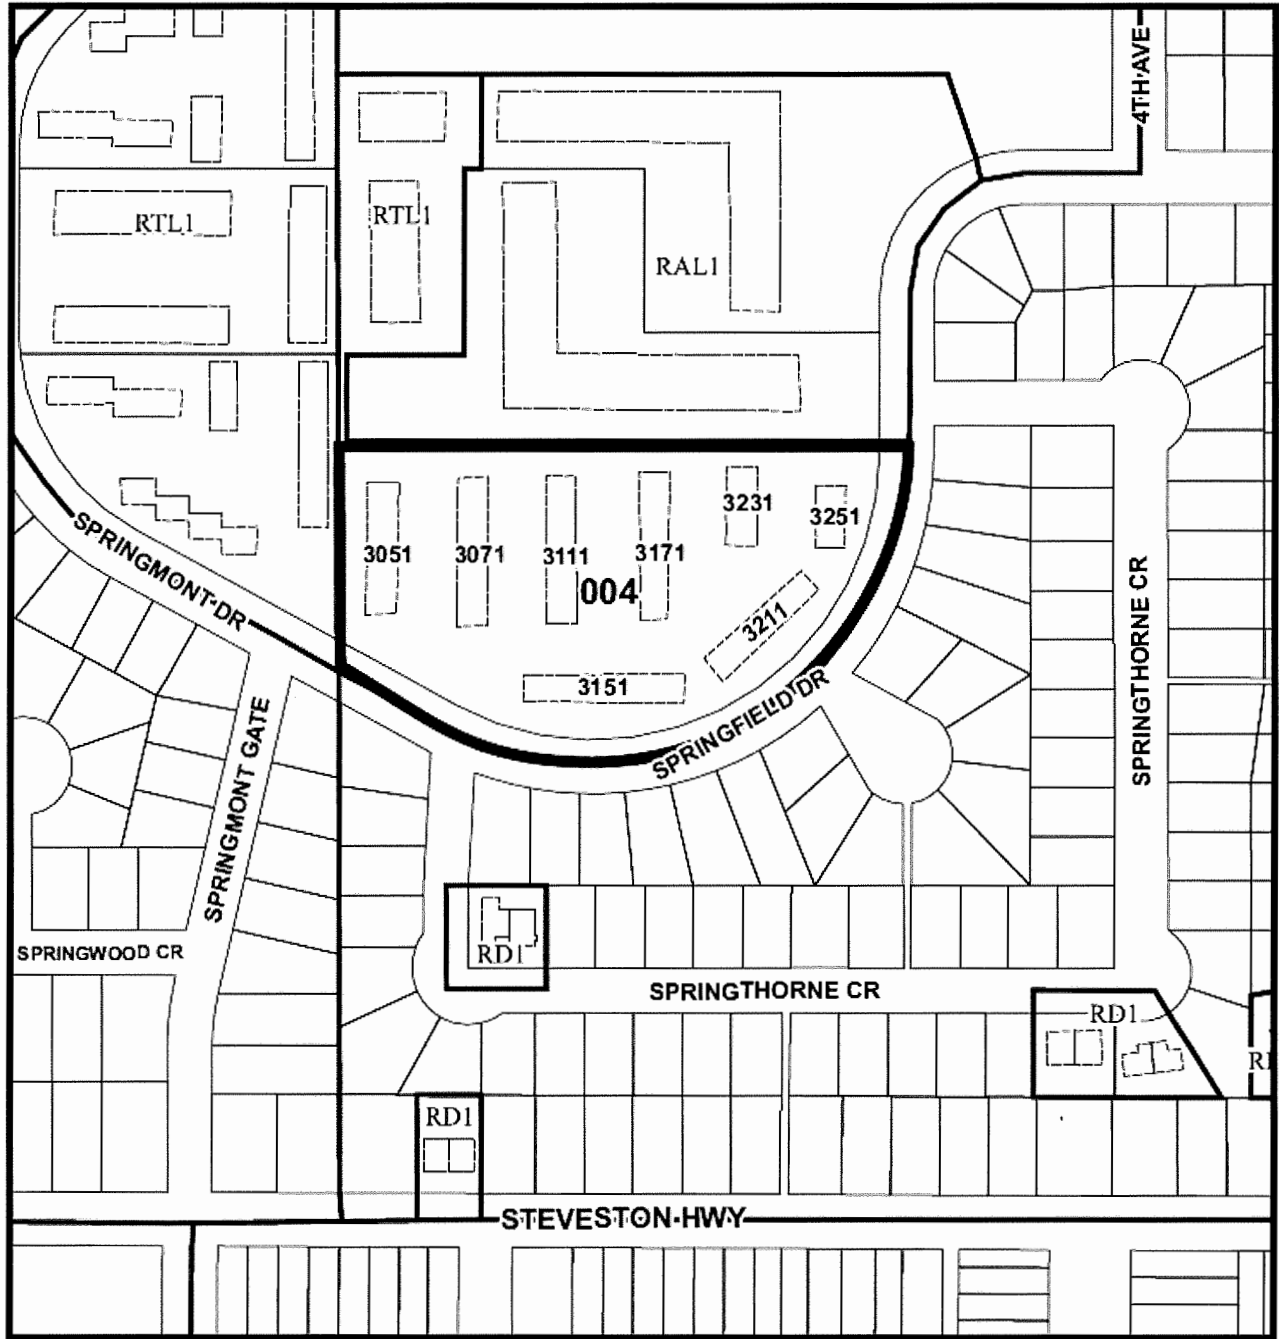 4TH AVE
RTL1
RTL1
RAL1
3231
3251
3051
3071
3111
3171
004
3211
SPRINGMONT DR
3151
SPRINGFIELD DR
SPRINGTHORNE CR
SPRINGMONT GATE
SPRINGWOOD CR
RD1
SPRINGTHORNE CR
RD1
RD1
STEVESTON HWY